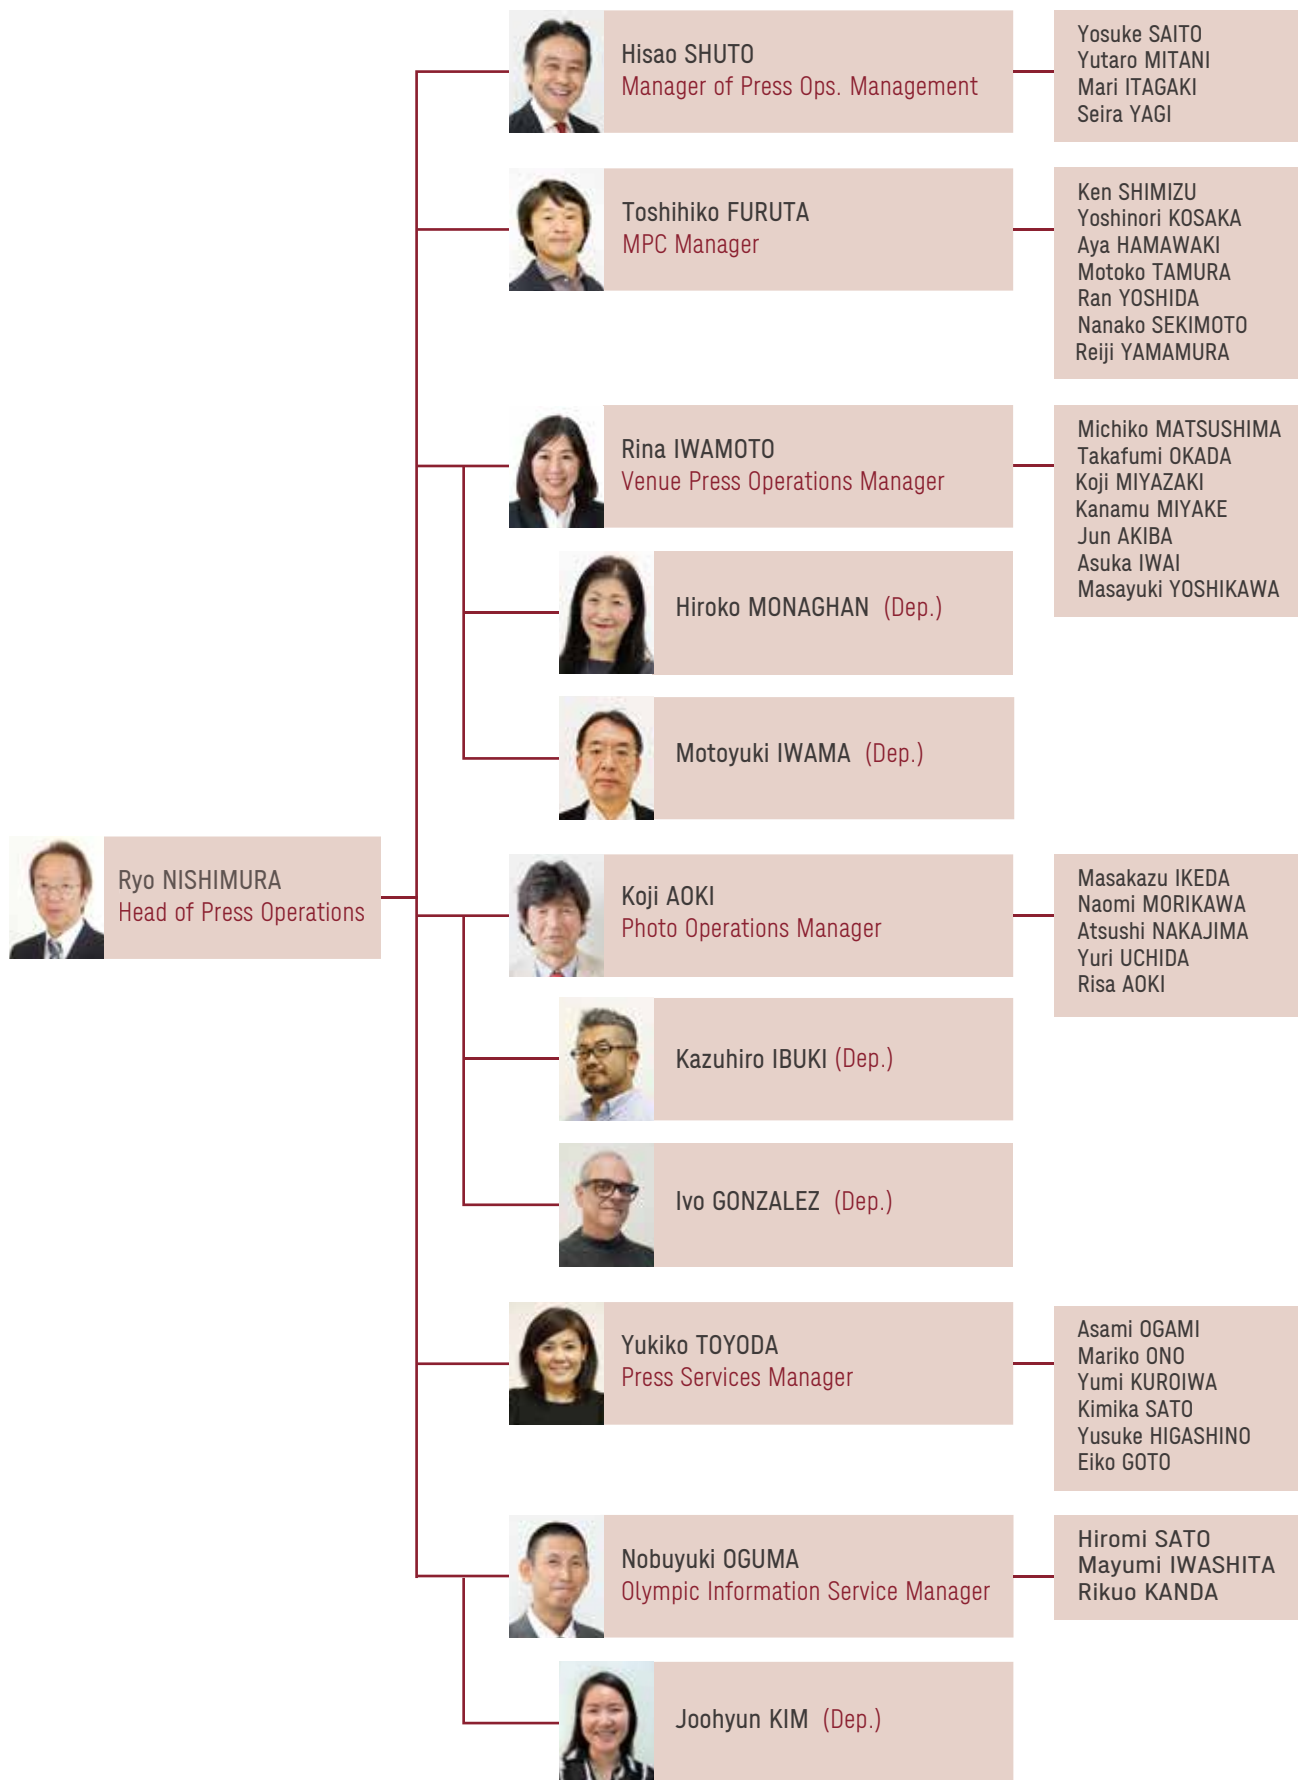 Hisao SHUTO
Manager of Press Ops. Management
Yosuke SAITO
Yutaro MITANI
Mari ITAGAKI
Seira YAGI
Toshihiko FURUTA
MPC Manager
Ken SHIMIZU
Yoshinori KOSAKA
Aya HAMAWAKI
Motoko TAMURA
Ran YOSHIDA
Nanako SEKIMOTO
Reiji YAMAMURA
Rina IWAMOTO
Venue Press Operations Manager
Michiko MATSUSHIMA
Takafumi OKADA
Koji MIYAZAKI
Kanamu MIYAKE
Jun AKIBA
Asuka IWAI
Masayuki YOSHIKAWA
Hiroko MONAGHAN (Dep.)
Motoyuki IWAMA (Dep.)
Ryo NISHIMURA
Head of Press Operations
Koji AOKI
Photo Operations Manager
Masakazu IKEDA
Naomi MORIKAWA
Atsushi NAKAJIMA
Yuri UCHIDA
Risa AOKI
Kazuhiro IBUKI (Dep.)
Ivo GONZALEZ (Dep.)
Yukiko TOYODA
Press Services Manager
Asami OGAMI
Mariko ONO
Yumi KUROIWA
Kimika SATO
Yusuke HIGASHINO
Eiko GOTO
Nobuyuki OGUMA
Olympic Information Service Manager
Hiromi SATO
Mayumi IWASHITA
Rikuo KANDA
Joohyun KIM (Dep.)